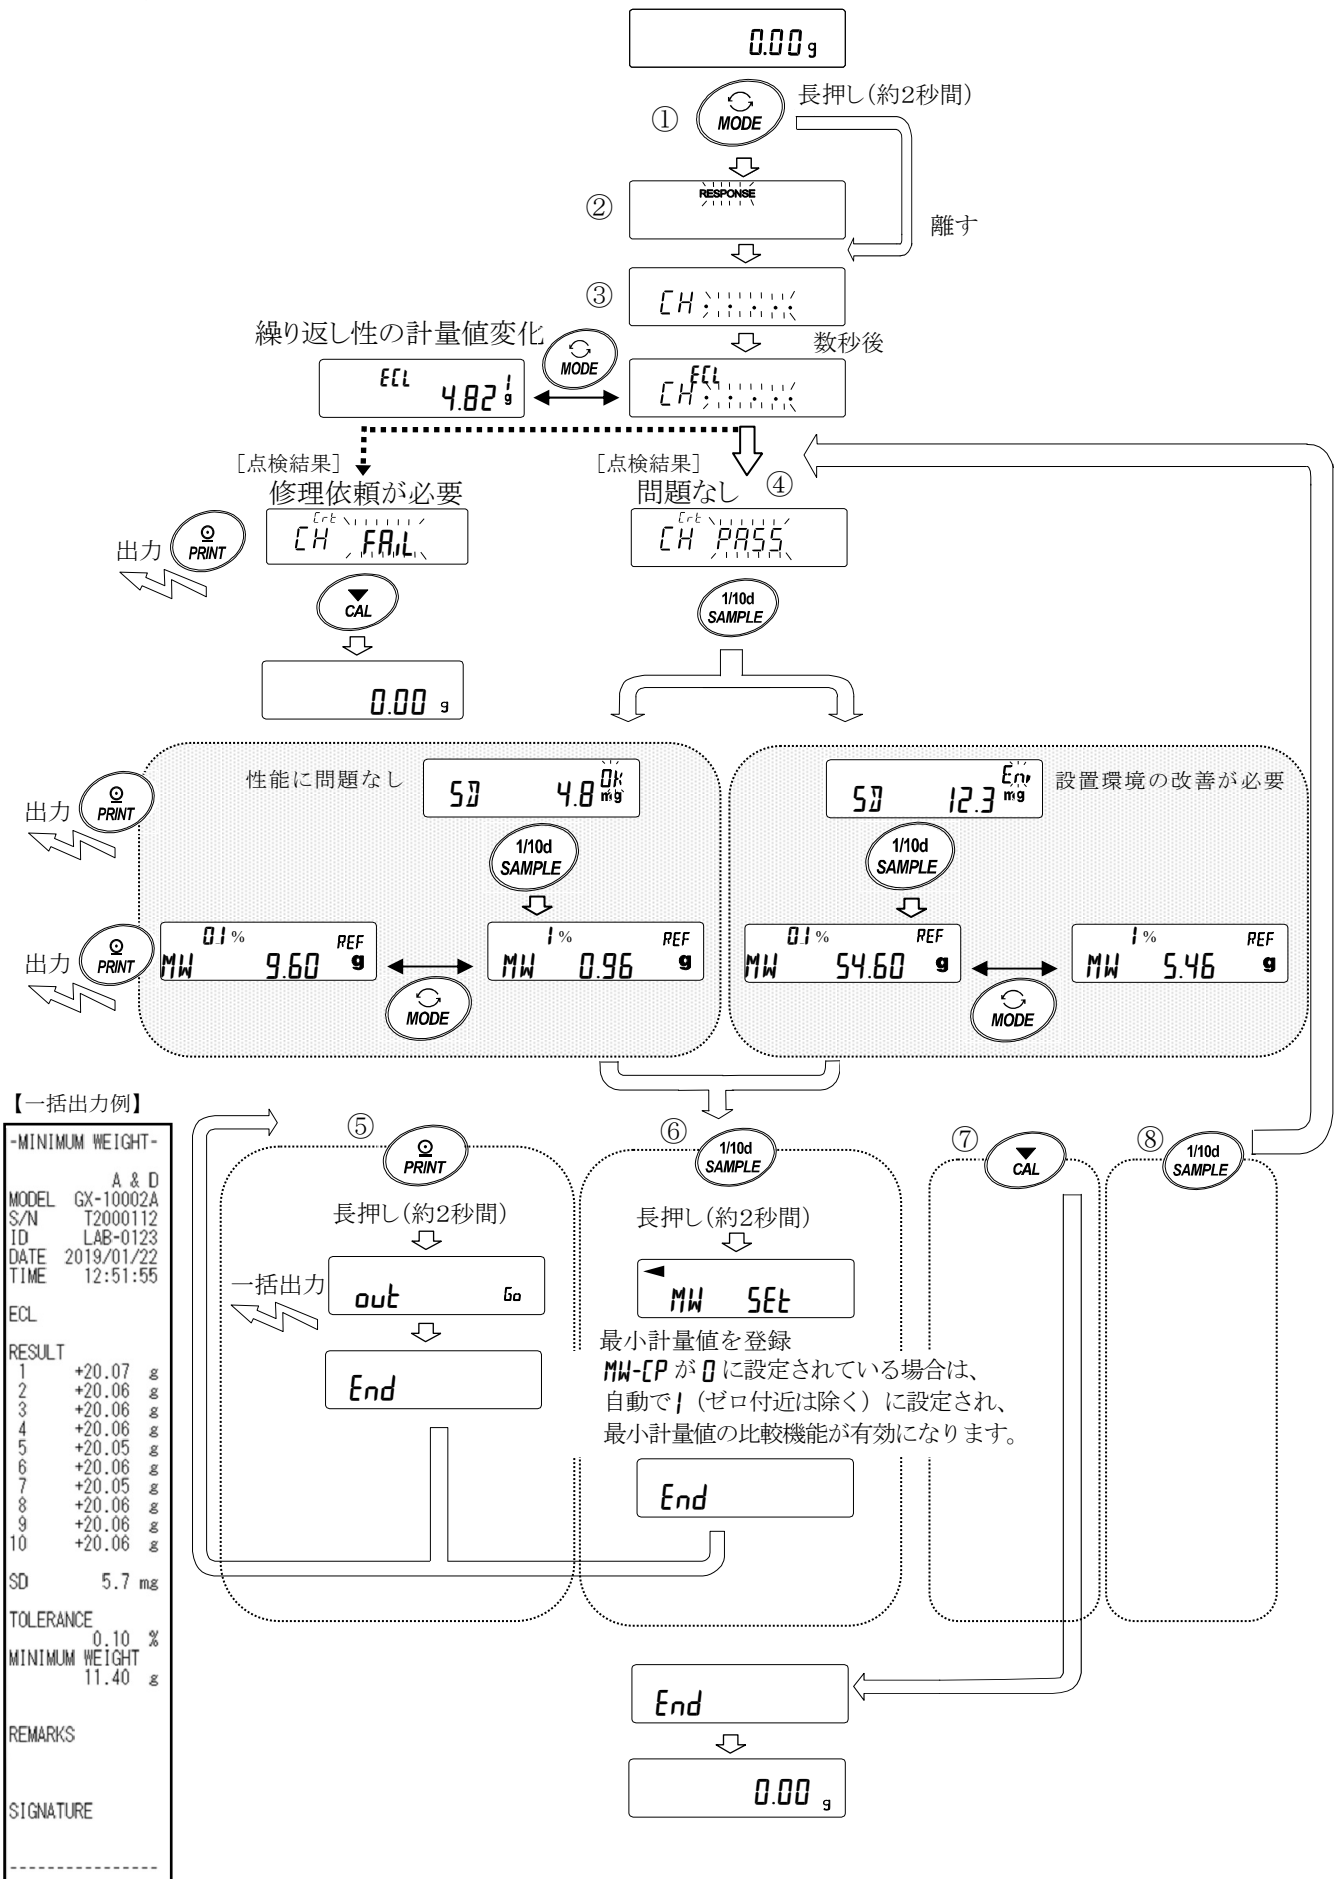 0.00 g
① MODE 長押し（約2秒間）
② RESPONSE
離す
③ CH
数秒後
繰り返し性の計量値変化
MODE
ECL 4.82 1 g
ECL CH
［点検結果］
修理依頼が必要
［点検結果］
問題なし ④
出力 PRINT
Crt CH FAiL
Crt CH PASS
CAL
1/10d SAMPLE
0.00 g
出力 PRINT
性能に問題なし
SD 4.8 OK mg
SD 12.3 Env mg
設置環境の改善が必要
1/10d SAMPLE
1/10d SAMPLE
出力 PRINT
0.1 % REF
MW 9.60 g
1 % REF
MW 0.96 g
0.1 % REF
MW 54.60 g
1 % REF
MW 5.46 g
MODE
MODE
【一括出力例】
-MINIMUM WEIGHT-
A & D
MODEL GX-10002A
S/N T2000112
ID LAB-0123
DATE 2019/01/22
TIME 12:51:55
ECL
RESULT
1 +20.07 g
2 +20.06 g
3 +20.06 g
4 +20.06 g
5 +20.05 g
6 +20.06 g
7 +20.05 g
8 +20.06 g
9 +20.06 g
10 +20.06 g
SD 5.7 mg
TOLERANCE
0.10 %
MINIMUM WEIGHT
11.40 g
REMARKS
SIGNATURE
----------------
⑤ PRINT
長押し（約2秒間）
一括出力
out Go
End
⑥ 1/10d SAMPLE
長押し（約2秒間）
MW SEt
最小計量値を登録
MW-CP が 0 に設定されている場合は、
自動で 1（ゼロ付近は除く）に設定され、
最小計量値の比較機能が有効になります。
End
⑦ CAL
⑧ 1/10d SAMPLE
End
0.00 g